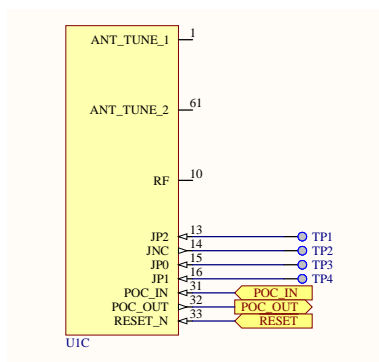 ANT_TUNE_1 1
ANT_TUNE_2 61
RF 10
JP2 13 TP1
JNC 14 TP2
JP0 15 TP3
JP1 16 TP4
POC_IN 31 POC_IN
POC_OUT 32 POC_OUT
RESET_N 33 RESET
U1C